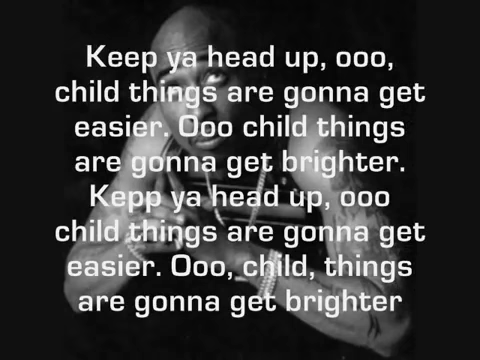 Keep ya head up, ooo,
child things are gonna get
easier. Ooo child things
are gonna get brighter.
Kepp ya head up, ooo
child things are gonna get
easier. Ooo, child, things
are gonna get brighter